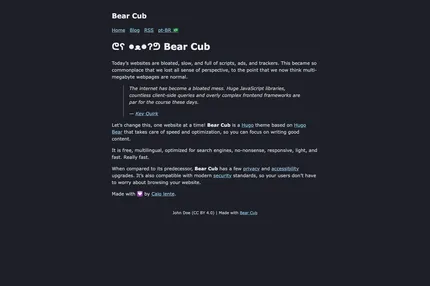 Bear Cub
Home Blog RSS pt-BR
ᕦʕ •ᴥ•ʔᕤ Bear Cub
Today's websites are bloated, slow, and full of scripts, ads, and trackers. This became so
commonplace that we lost all sense of perspective, to the point that we now think multi-
megabyte webpages are normal.
The internet has become a bloated mess. Huge JavaScript libraries,
countless client-side queries and overly complex frontend frameworks are
par for the course these days.
— Kev Quirk
Let's change this, one website at a time! Bear Cub is a Hugo theme based on Hugo
Bear that takes care of speed and optimization, so you can focus on writing good
content.
It is free, multilingual, optimized for search engines, no-nonsense, responsive, light, and
fast. Really fast.
When compared to its predecessor, Bear Cub has a few privacy and accessibility
upgrades. It's also compatible with modern security standards, so your users don't have
to worry about browsing your website.
Made with 💟 by Caio Iente.
John Doe (CC BY 4.0) | Made with Bear Cub